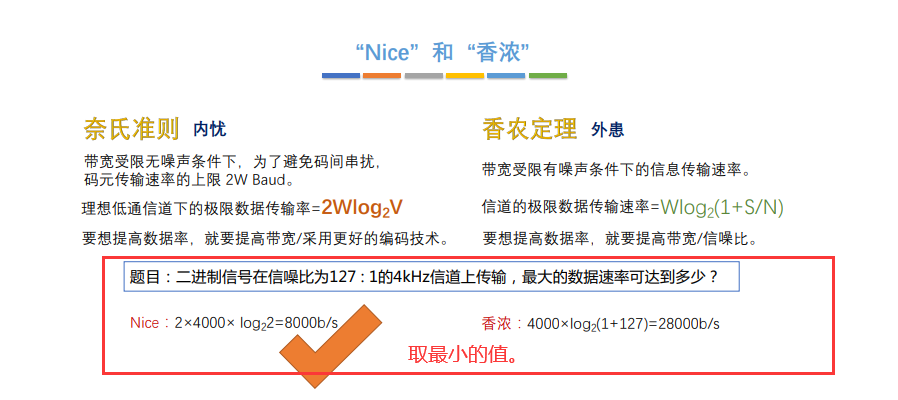 “Nice” 和 “香浓”
奈氏准则 内忧
带宽受限无噪声条件下，为了避免码间串扰，
码元传输速率的上限 2W Baud。
理想低通信道下的极限数据传输率=2Wlog₂V
要想提高数据率，就要提高带宽/采用更好的编码技术。
香农定理 外患
带宽受限有噪声条件下的信息传输速率。
信道的极限数据传输速率=Wlog₂(1+S/N)
要想提高数据率，就要提高带宽/信噪比。
题目：二进制信号在信噪比为127：1的4kHz信道上传输，最大的数据速率可达到多少？
Nice：2×4000× log₂2=8000b/s
香浓：4000×log₂(1+127)=28000b/s
取最小的值。